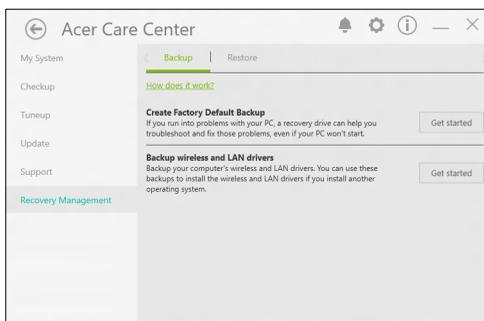 Acer Care Center
My System
Checkup
Tuneup
Update
Support
Recovery Management
Backup
Restore
How does it work?
Create Factory Default Backup
If you run into problems with your PC, a recovery drive can help you
troubleshoot and fix those problems, even if your PC won't start.
Get started
Backup wireless and LAN drivers
Backup your computer's wireless and LAN drivers. You can use these
backups to install the wireless and LAN drivers if you install another
operating system.
Get started